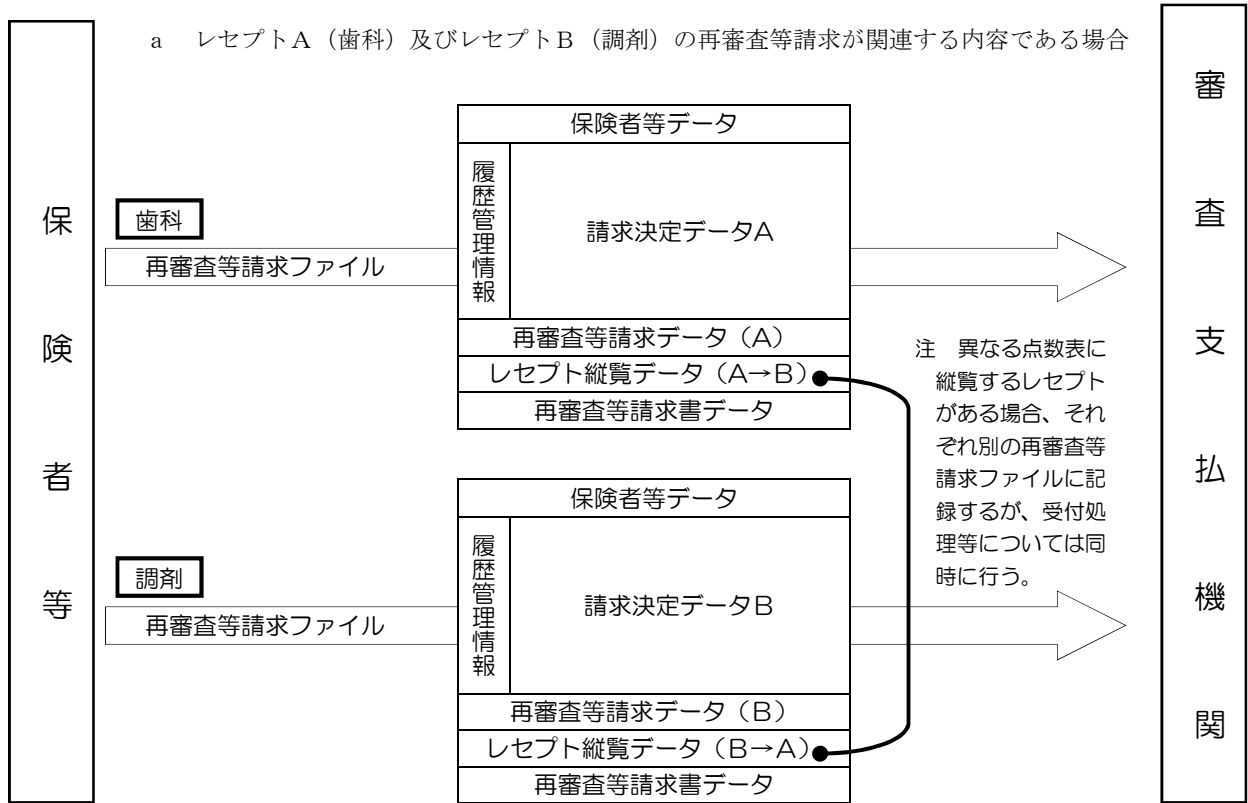 a　レセプトA（歯科）及びレセプトB（調剤）の再審査等請求が関連する内容である場合
保険者等
歯科
再審査等請求ファイル
保険者等データ
履歴管理情報
請求決定データA
再審査等請求データ（A）
レセプト縦覧データ（A→B）
再審査等請求書データ
調剤
再審査等請求ファイル
保険者等データ
履歴管理情報
請求決定データB
再審査等請求データ（B）
レセプト縦覧データ（B→A）
再審査等請求書データ
注　異なる点数表に
縦覧するレセプト
がある場合、それ
ぞれ別の再審査等
請求ファイルに記
録するが、受付処
理等については同
時に行う。
審査支払機関